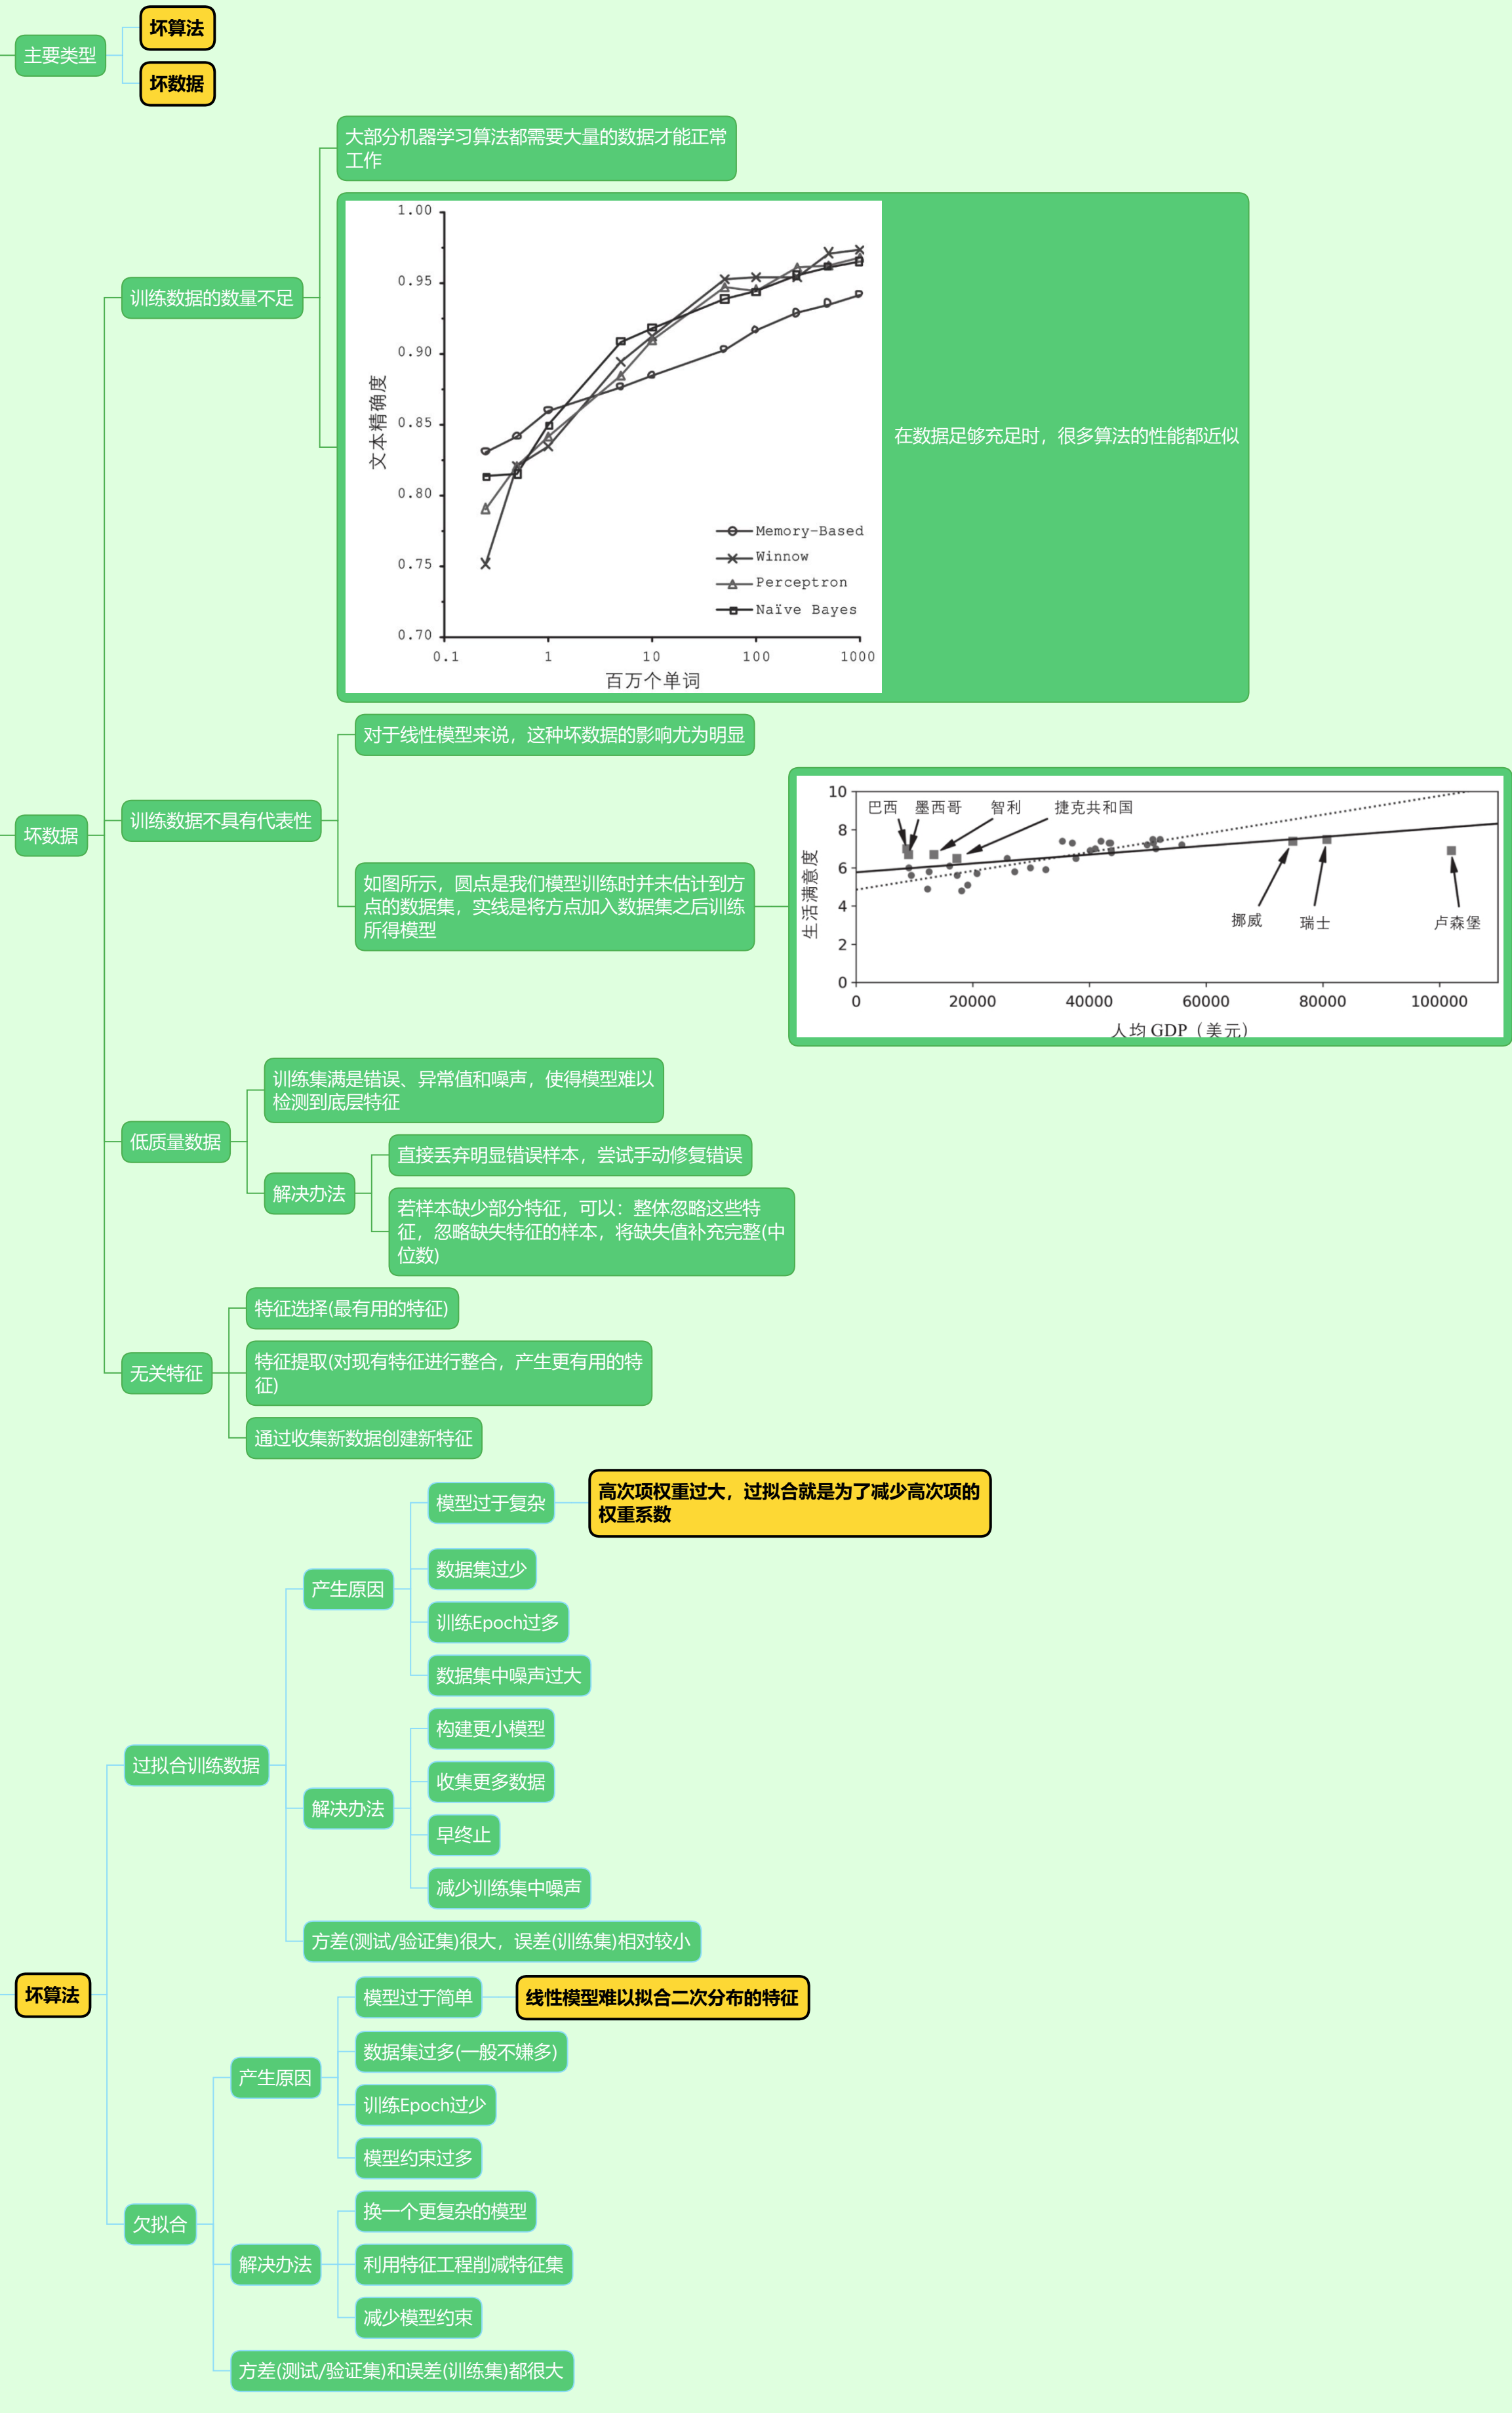 主要类型
坏算法
坏数据
坏数据
训练数据的数量不足
大部分机器学习算法都需要大量的数据才能正常
工作
1.00
0.95
0.90
0.85
0.80
0.75
0.70
文本精确度
0.1
1
10
100
1000
百万个单词
Memory-Based
Winnow
Perceptron
Naïve Bayes
在数据足够充足时，很多算法的性能都近似
训练数据不具有代表性
对于线性模型来说，这种坏数据的影响尤为明显
如图所示，圆点是我们模型训练时并未估计到方
点的数据集，实线是将方点加入数据集之后训练
所得模型
10
8
6
4
2
0
生活满意度
巴西
墨西哥
智利
捷克共和国
挪威
瑞士
卢森堡
0
20000
40000
60000
80000
100000
人均 GDP（美元）
低质量数据
训练集满是错误、异常值和噪声，使得模型难以
检测到底层特征
解决办法
直接丢弃明显错误样本，尝试手动修复错误
若样本缺少部分特征，可以：整体忽略这些特
征，忽略缺失特征的样本，将缺失值补充完整(中
位数)
无关特征
特征选择(最有用的特征)
特征提取(对现有特征进行整合，产生更有用的特
征)
通过收集新数据创建新特征
坏算法
过拟合训练数据
产生原因
模型过于复杂
高次项权重过大，过拟合就是为了减少高次项的
权重系数
数据集过少
训练Epoch过多
数据集中噪声过大
解决办法
构建更小模型
收集更多数据
早终止
减少训练集中噪声
方差(测试/验证集)很大，误差(训练集)相对较小
欠拟合
产生原因
模型过于简单
线性模型难以拟合二次分布的特征
数据集过多(一般不嫌多)
训练Epoch过少
模型约束过多
解决办法
换一个更复杂的模型
利用特征工程削减特征集
减少模型约束
方差(测试/验证集)和误差(训练集)都很大